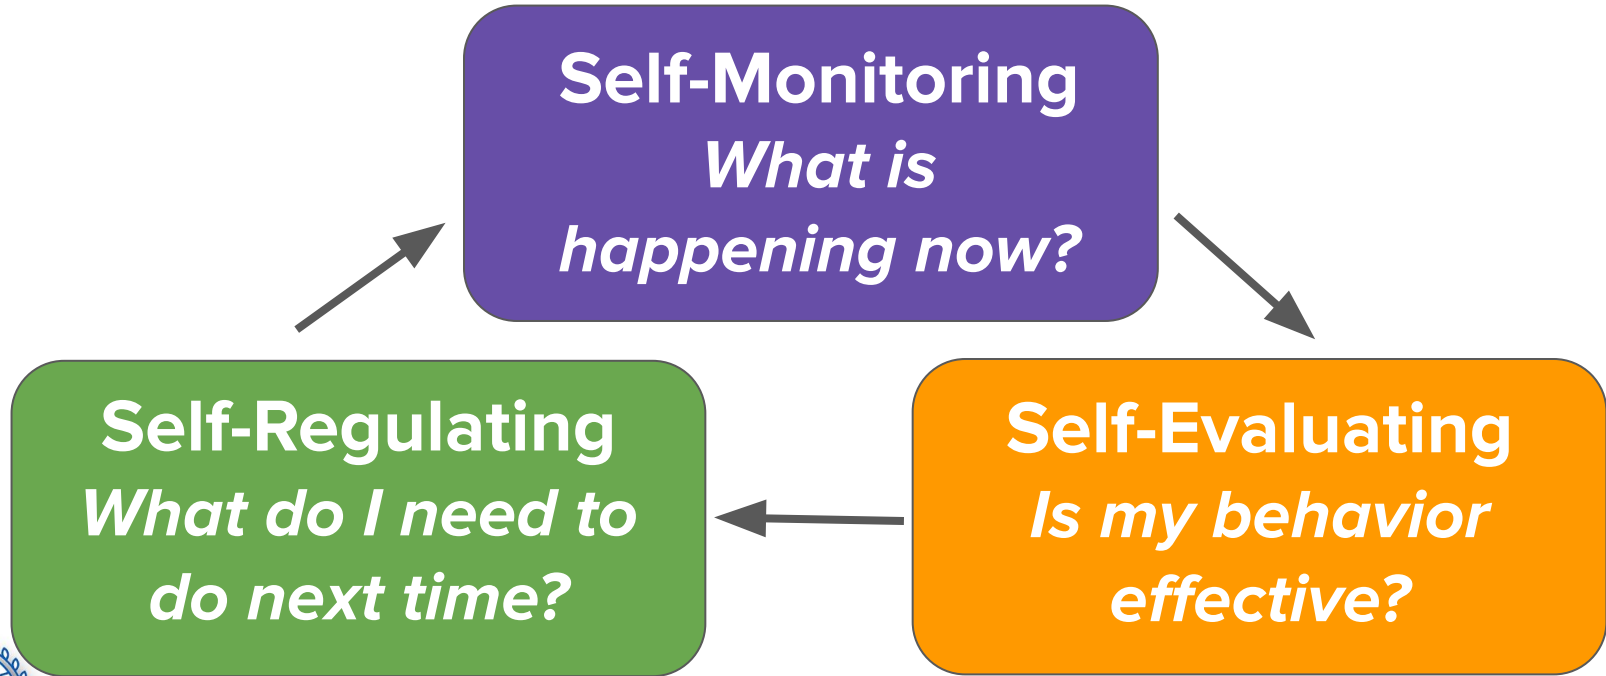 Self-Monitoring
What is
happening now?
Self-Evaluating
Is my behavior
effective?
Self-Regulating
What do I need to
do next time?